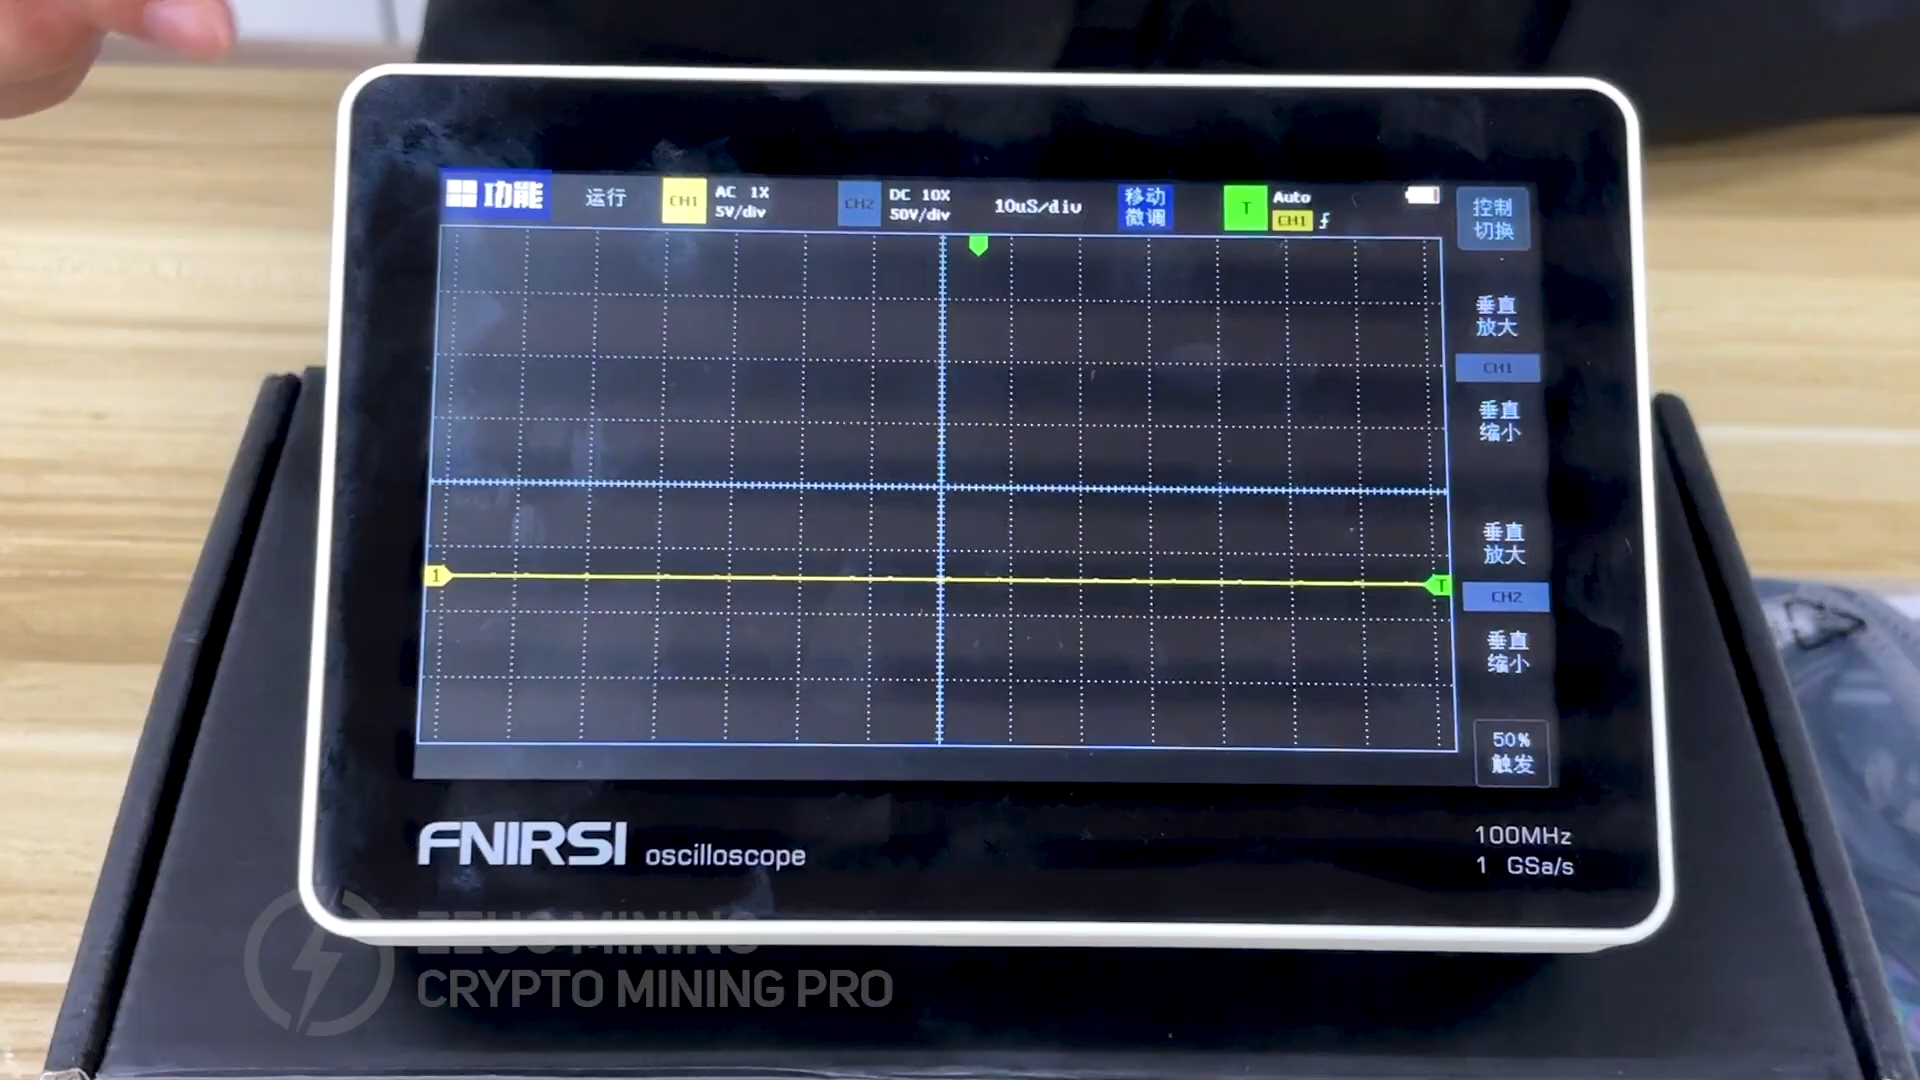 功能
运行
CH1
AC 1X
5V/div
CH2
DC 10X
50V/div
10uS/div
移动
微调
T
Auto
CH1
控制
切换
垂直
放大
CH1
垂直
缩小
垂直
放大
CH2
垂直
缩小
50%
触发
1
T
FNIRSI oscilloscope
100MHz
1 GSa/s
ZEUS MINING
CRYPTO MINING PRO